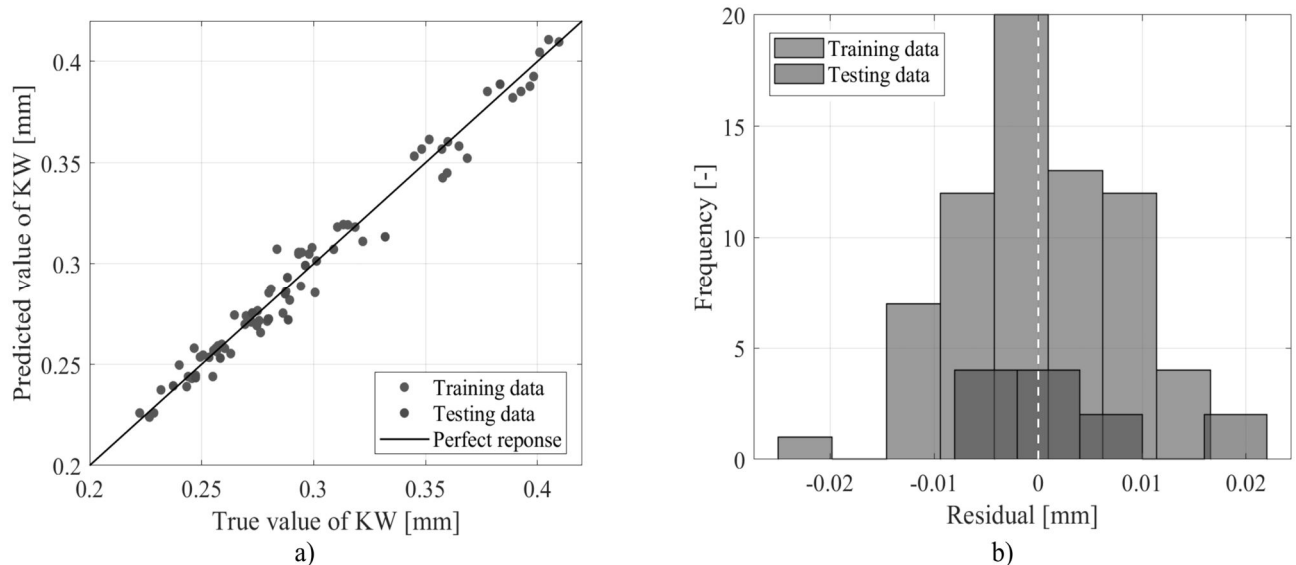 Predicted value of KW [mm]
0.4
0.35
0.3
0.25
0.2
Training data
Testing data
Perfect reponse
0.2 0.25 0.3 0.35 0.4
True value of KW [mm]
a)
Frequency [-]
20
15
10
5
0
Training data
Testing data
-0.02 -0.01 0 0.01 0.02
Residual [mm]
b)